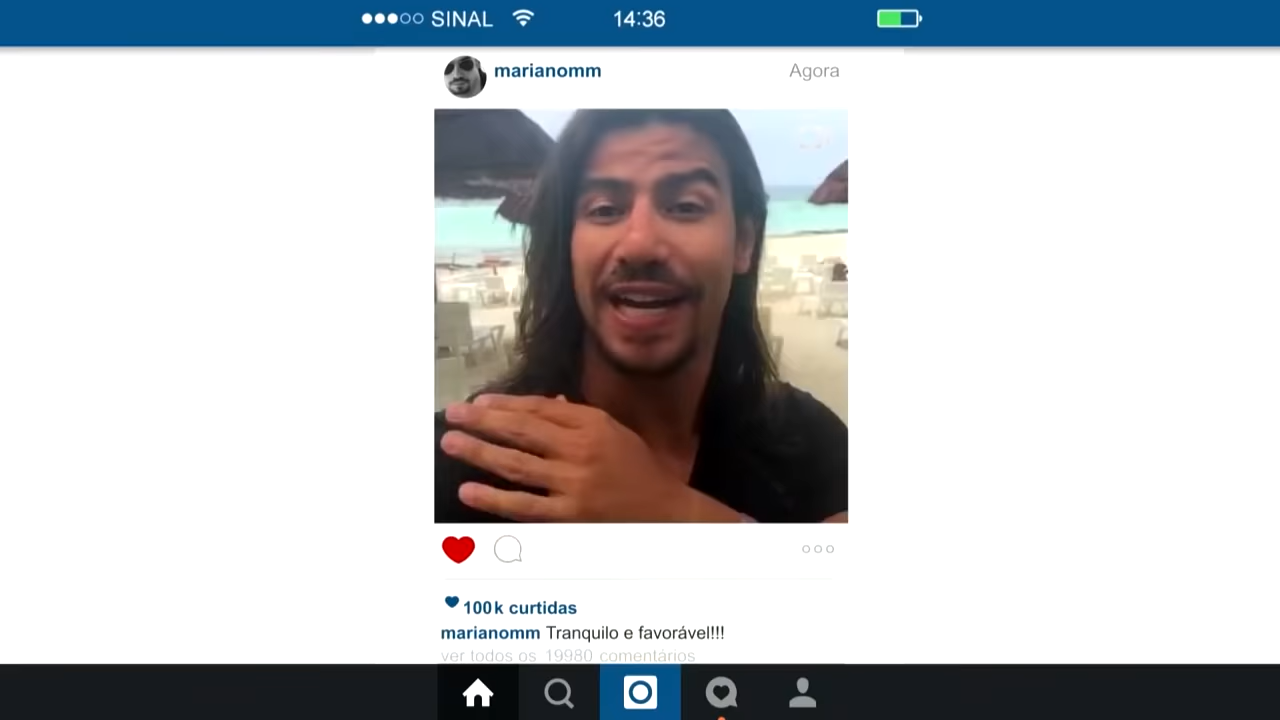 SINAL 14:36
marianomm Agora
100k curtidas
marianomm Tranquilo e favorável!!!
ver todos os 19980 comentários